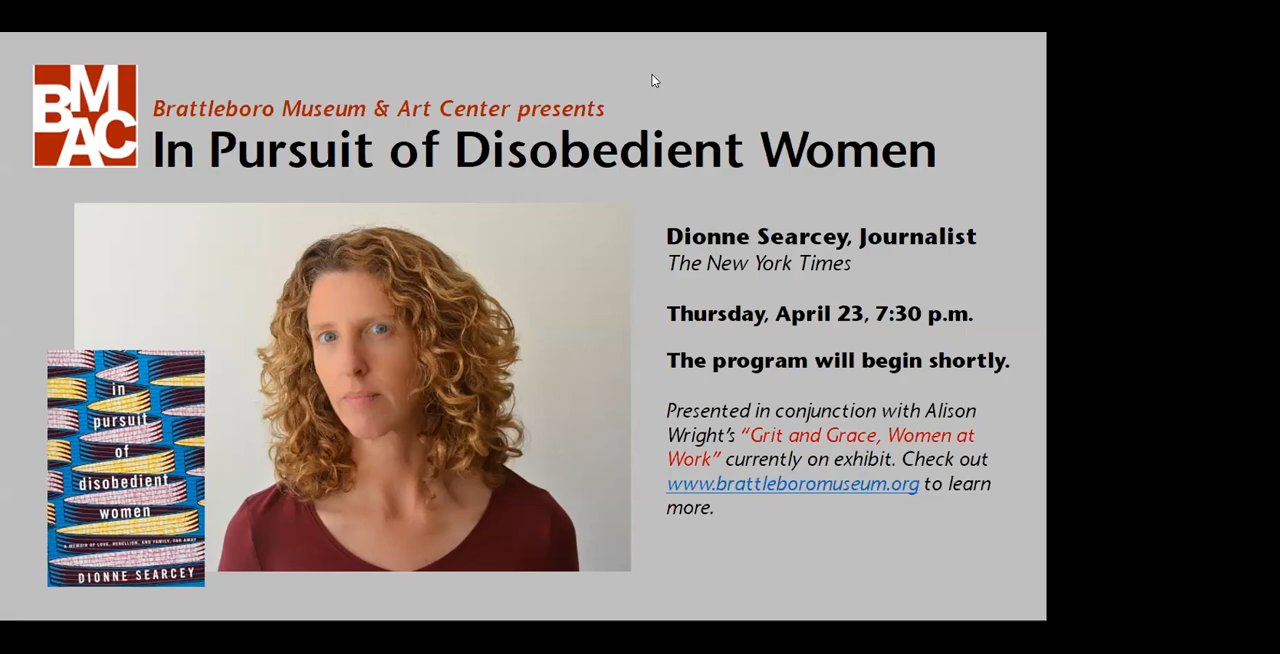 BMAC
Brattleboro Museum & Art Center presents
In Pursuit of Disobedient Women
Dionne Searcey, Journalist
The New York Times
Thursday, April 23, 7:30 p.m.
The program will begin shortly.
Presented in conjunction with Alison
Wright's “Grit and Grace, Women at
Work” currently on exhibit. Check out
www.brattleboromuseum.org to learn
more.
in
pursuit
of
disobedient
women
A MEMOIR OF LOVE, REBELLION, AND FAMILY, FAR AWAY
DIONNE SEARCEY